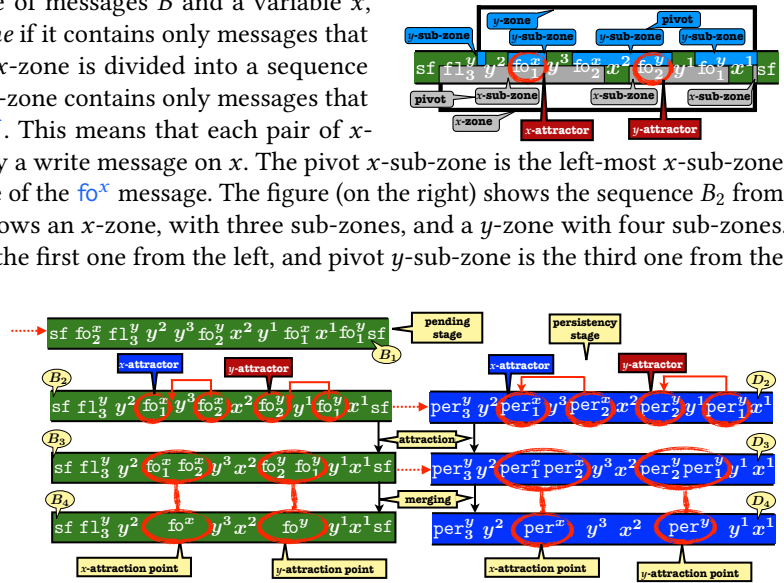 e of messages B and a variable x,
ne if it contains only messages that
x-zone is divided into a sequence
-zone contains only messages that
. This means that each pair of x-
y a write message on x. The pivot x-sub-zone is the left-most x-sub-zone
e of the fo^x message. The figure (on the right) shows the sequence B_2 from
ows an x-zone, with three sub-zones, and a y-zone with four sub-zones.
the first one from the left, and pivot y-sub-zone is the third one from the
y-zone pivot
y-sub-zone y-sub-zone y-sub-zone y-sub-zone
sf fl_3^y y^2 fo_1^x y^3 fo_2^x x^2 fo_2^y y^1 fo_1^y x^1 sf
pivot x-sub-zone x-sub-zone x-sub-zone
x-zone
x-attractor y-attractor
sf fo_2^x fl_3^y y^2 y^3 fo_2^y x^2 y^1 fo_1^x x^1 fo_1^y sf
B_1
pending stage
persistency stage
x-attractor y-attractor x-attractor y-attractor
B_2
sf fl_3^y y^2 fo_1^x y^3 fo_2^x x^2 fo_2^y y^1 fo_1^y x^1 sf
D_2
per_3^y y^2 per_1^x y^3 per_2^x x^2 per_2^y y^1 per_1^y x^1
attraction
B_3
sf fl_3^y y^2 fo_1^x fo_2^x y^3 x^2 fo_2^y fo_1^y y^1 x^1 sf
D_3
per_3^y y^2 per_1^x per_2^x y^3 x^2 per_2^y per_1^y y^1 x^1
merging
B_4
sf fl_3^y y^2 fo^x y^3 x^2 fo^y y^1 x^1 sf
D_4
per_3^y y^2 per^x y^3 x^2 per^y y^1 x^1
x-attraction point y-attraction point x-attraction point y-attraction point